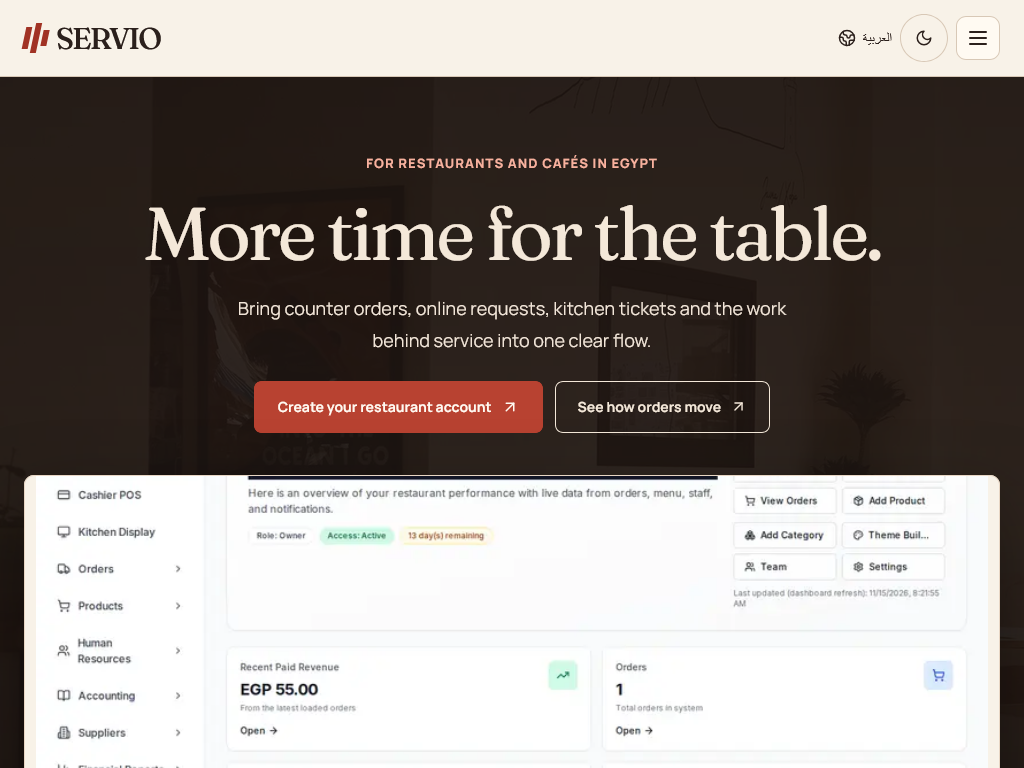 SERVIO
العربية
FOR RESTAURANTS AND CAFÉS IN EGYPT
More time for the table.
Bring counter orders, online requests, kitchen tickets and the work
behind service into one clear flow.
Create your restaurant account
See how orders move
OCEAN 1 GO
Cashier POS
Kitchen Display
Orders
Products
Human
Resources
Accounting
Suppliers
Here is an overview of your restaurant performance with live data from orders, menu, staff,
and notifications.
Role: Owner
Access: Active
13 day(s) remaining
View Orders
Add Product
Add Category
Theme Buil...
Team
Settings
Last updated (dashboard refresh): 11/15/2026, 8:21:55
AM
Recent Paid Revenue
EGP 55.00
From the latest loaded orders
Open →
Orders
1
Total orders in system
Open →